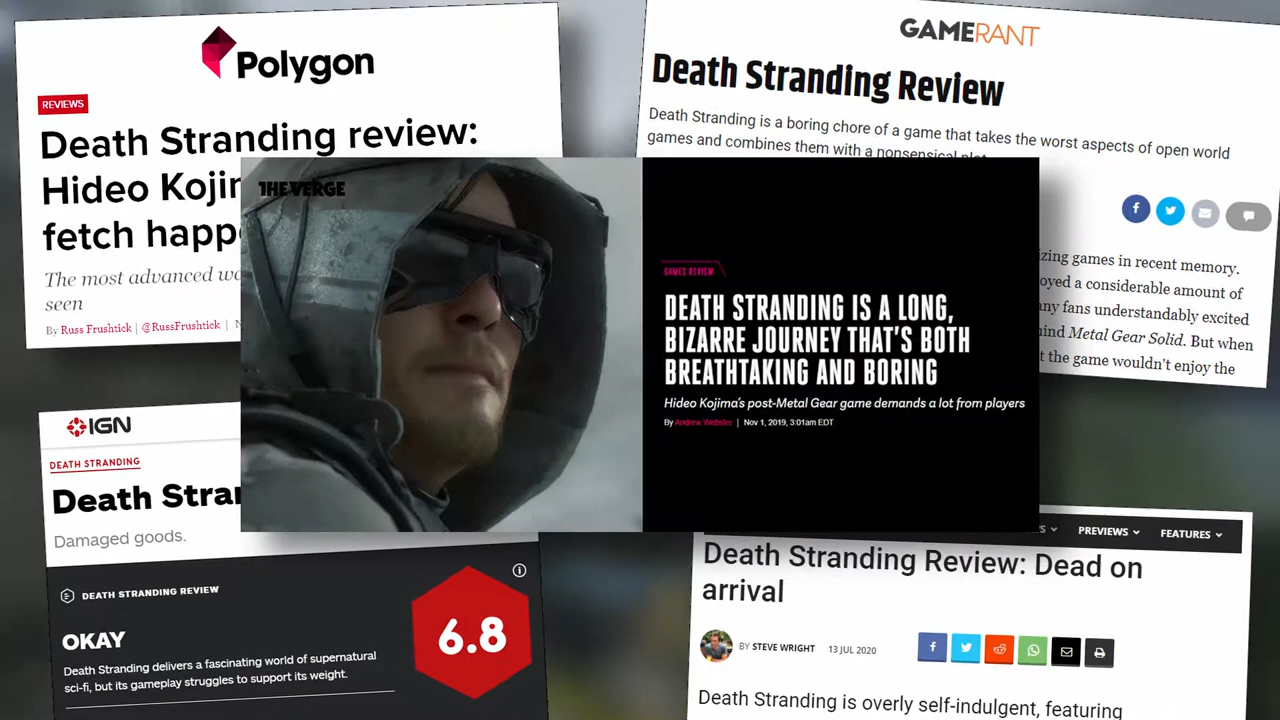 Polygon
REVIEWS
Death Stranding review:
Hideo Kojim
fetch happe
The most advanced wa
seen
By Russ Frushtick | @RussFrushtick |
GAMERANT
Death Stranding Review
Death Stranding is a boring chore of a game that takes the worst aspects of open world
games and combines them with a nonsensical plot
izing games in recent memory.
oyed a considerable amount of
any fans understandably excited
hind Metal Gear Solid. But when
t the game wouldn't enjoy the
THE VERGE
GAMES REVIEW
DEATH STRANDING IS A LONG,
BIZARRE JOURNEY THAT'S BOTH
BREATHTAKING AND BORING
Hideo Kojima's post-Metal Gear game demands a lot from players
By Andrew Webster | Nov 1, 2019, 3:01am EDT
IGN
DEATH STRANDING
Death Stran
Damaged goods.
DEATH STRANDING REVIEW
OKAY
6.8
Death Stranding delivers a fascinating world of supernatural
sci-fi, but its gameplay struggles to support its weight.
PREVIEWS FEATURES
Death Stranding Review: Dead on
arrival
BY STEVE WRIGHT 13 JUL 2020
Death Stranding is overly self-indulgent, featuring